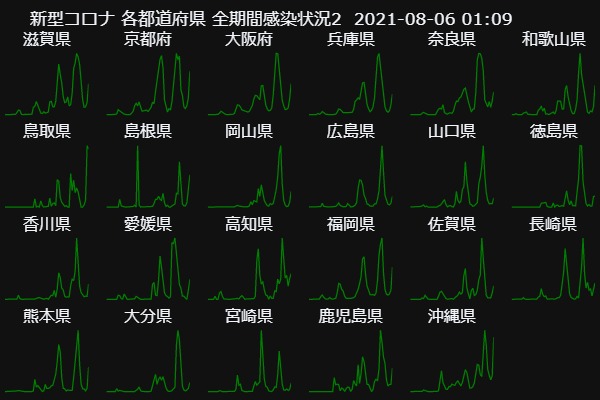 新型コロナ 各都道府県 全期間感染状況2 2021-08-06 01:09
滋賀県 京都府 大阪府 兵庫県 奈良県 和歌山県
鳥取県 島根県 岡山県 広島県 山口県 徳島県
香川県 愛媛県 高知県 福岡県 佐賀県 長崎県
熊本県 大分県 宮崎県 鹿児島県 沖縄県